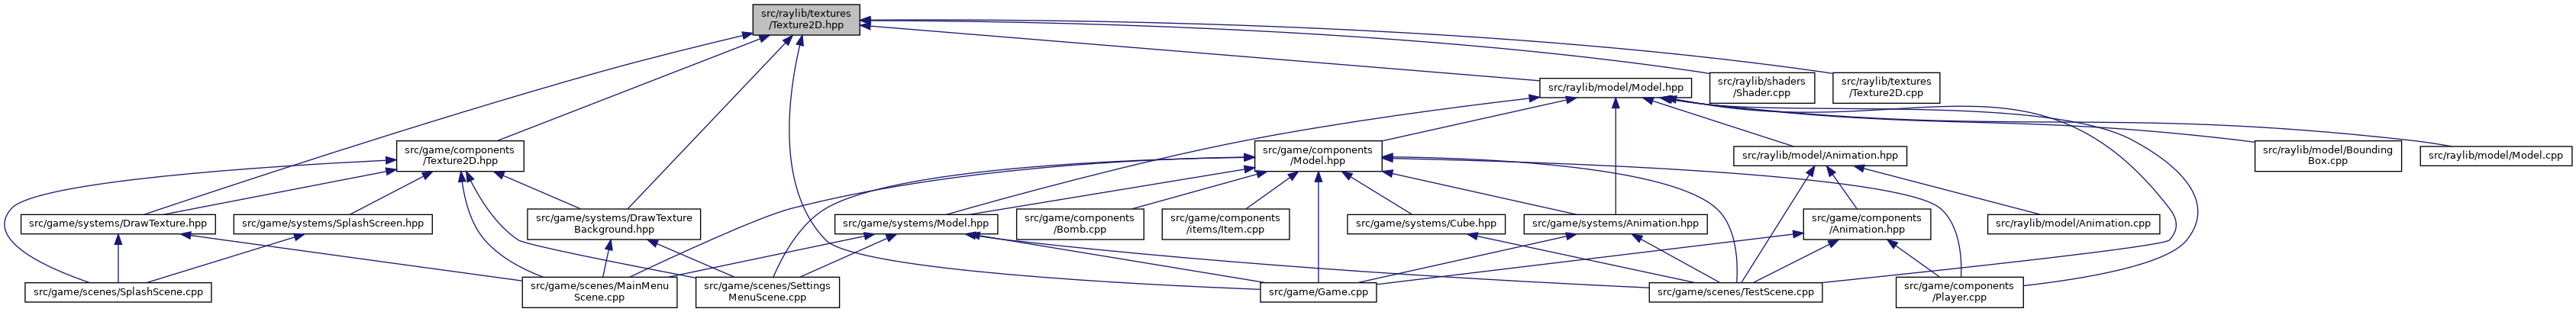 src/raylib/textures
/Texture2D.hpp
src/raylib/model/Model.hpp
src/raylib/shaders
/Shader.cpp
src/raylib/textures
/Texture2D.cpp
src/game/components
/Texture2D.hpp
src/game/components
/Model.hpp
src/raylib/model/Animation.hpp
src/raylib/model/Bounding
Box.cpp
src/raylib/model/Model.cpp
src/game/systems/DrawTexture.hpp
src/game/systems/SplashScreen.hpp
src/game/systems/DrawTexture
Background.hpp
src/game/systems/Model.hpp
src/game/components
/Bomb.cpp
src/game/components
/items/Item.cpp
src/game/systems/Cube.hpp
src/game/systems/Animation.hpp
src/game/components
/Animation.hpp
src/raylib/model/Animation.cpp
src/game/scenes/SplashScene.cpp
src/game/scenes/MainMenu
Scene.cpp
src/game/scenes/Settings
MenuScene.cpp
src/game/Game.cpp
src/game/scenes/TestScene.cpp
src/game/components
/Player.cpp